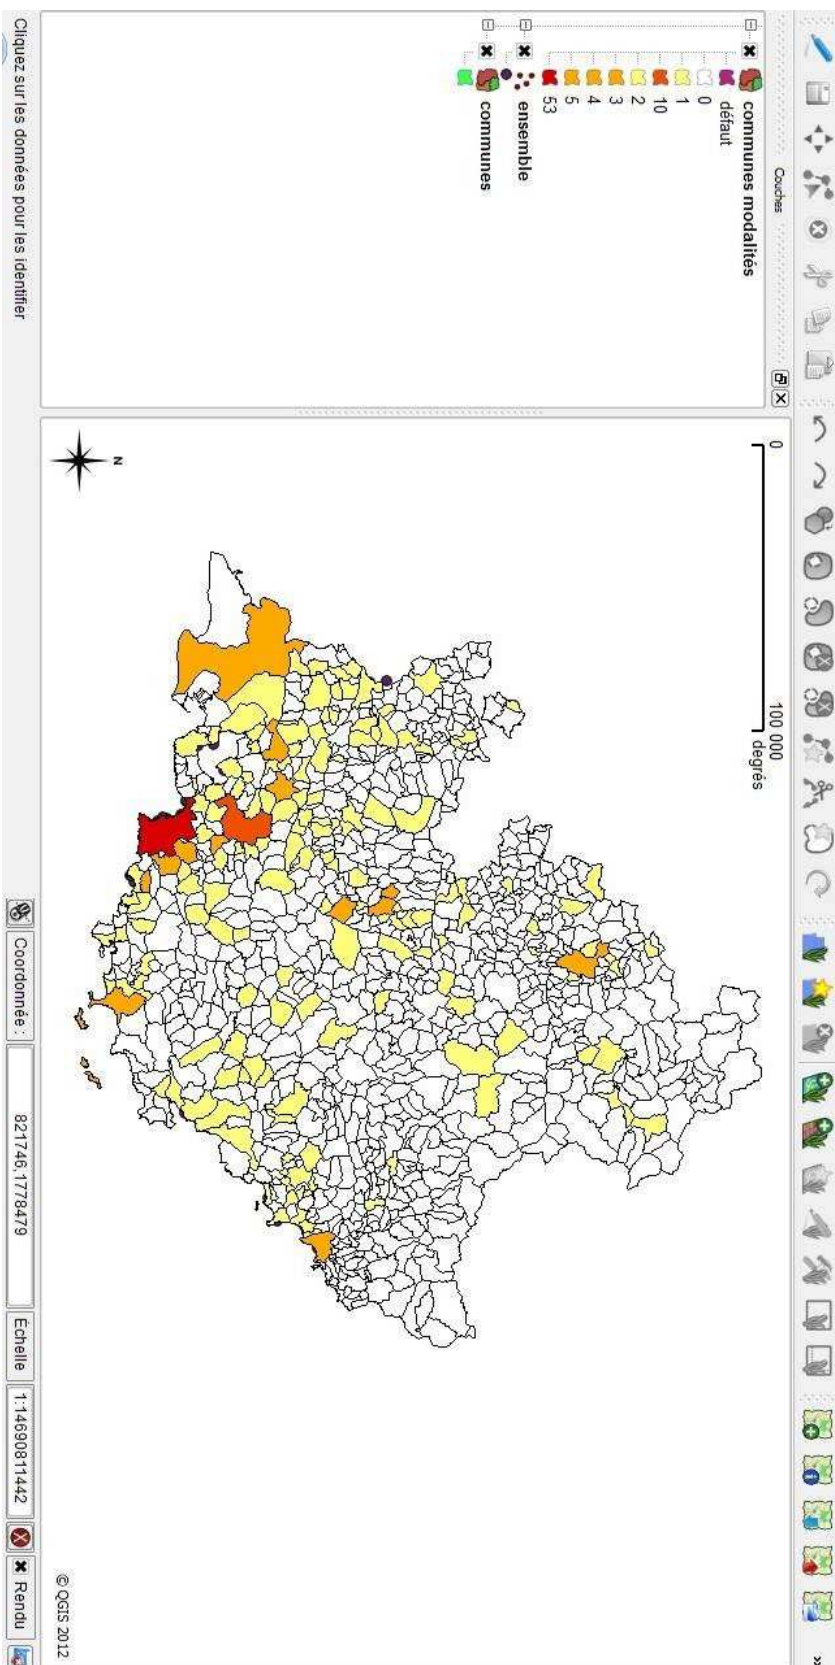 Couches
communes modalités
défaut
0
1
10
2
3
4
5
53
ensemble
communes
0 100 000
degrés
N
© QGIS 2012
Cliquez sur les données pour les identifier
Coordonnée : 821746,1778479 Échelle 1:14690811442 Rendu
»